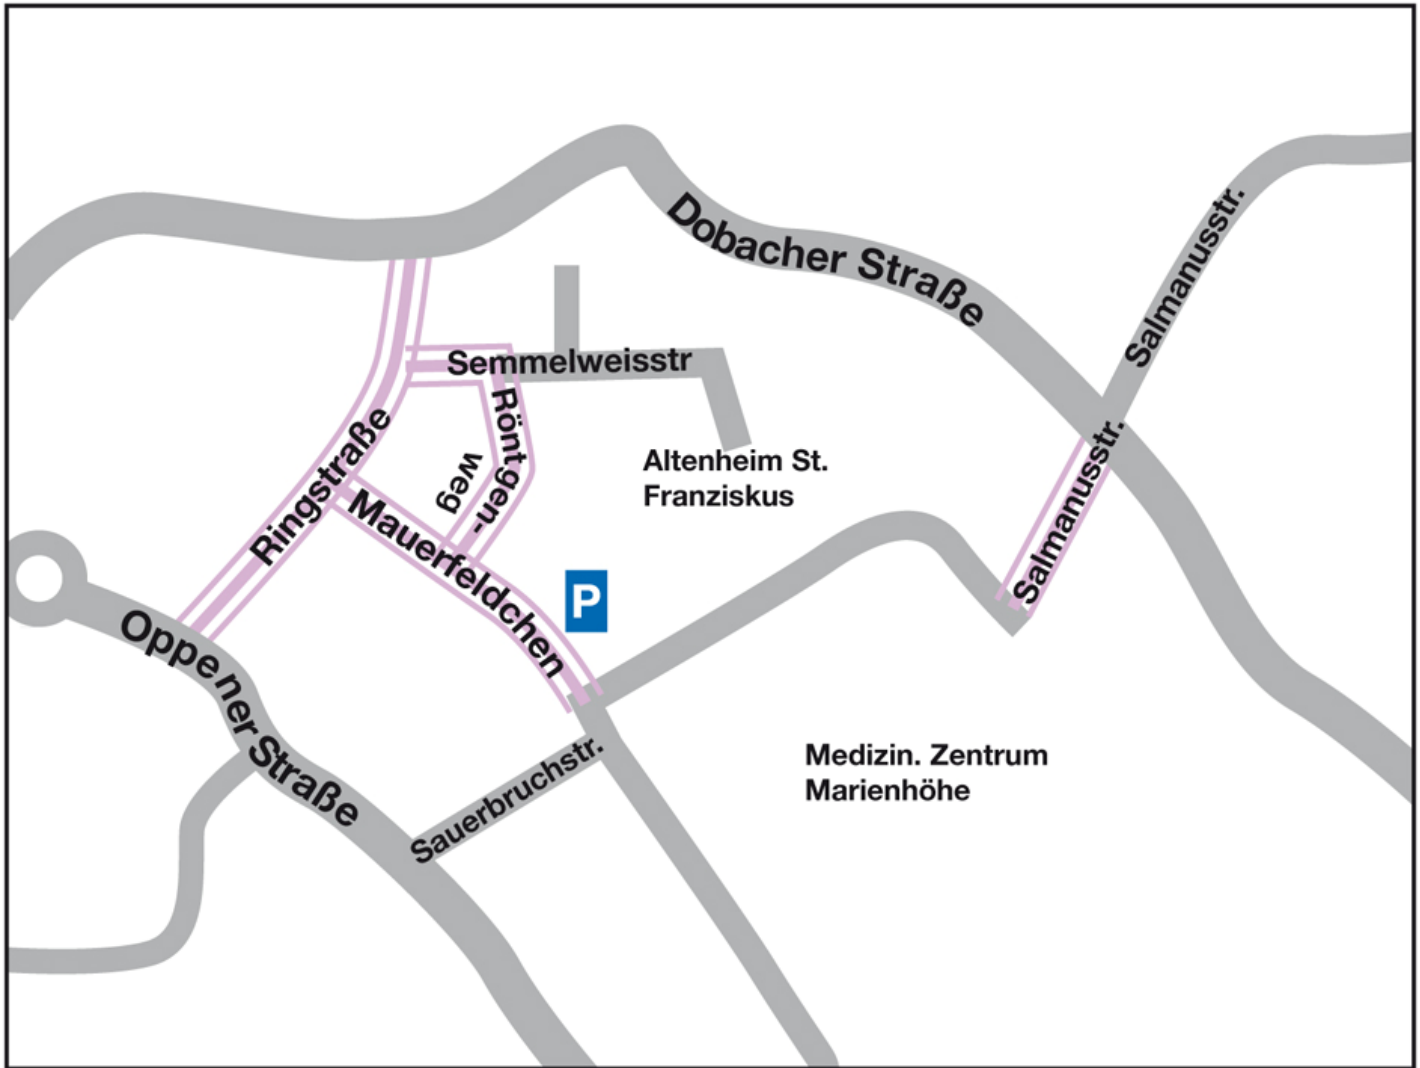 Dobacher Straße
Salmanusstr.
Semmelweisstr
Röntgen-
weg
Ringstraße
Salmanusstr.
Altenheim St.
Franziskus
Mauerfeldchen
P
Oppener Straße
Sauerbruchstr.
Medizin. Zentrum
Marienhöhe